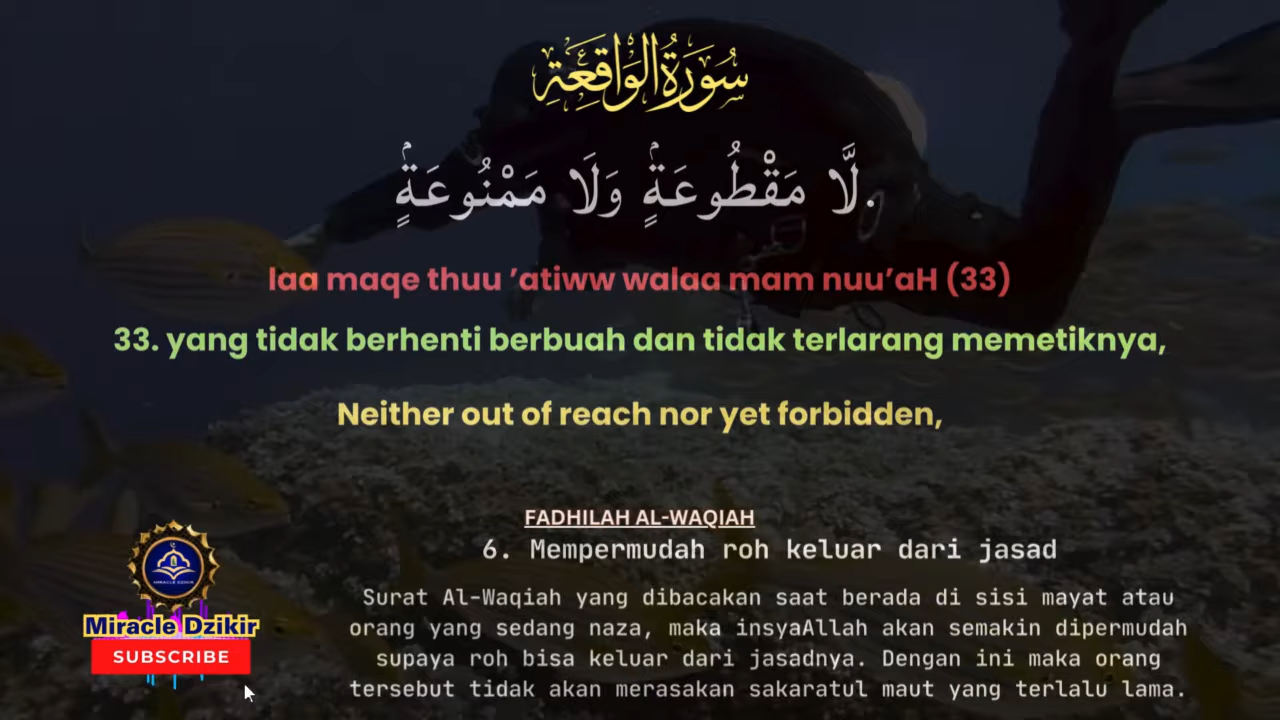 سُورَةُ الْوَاقِعَةِ
لَّا مَقْطُوعَةٍۢ وَلَا مَمْنُوعَةٍۢ.
laa maqe thuu ’atiww walaa mam nuu’aH (33)
33. yang tidak berhenti berbuah dan tidak terlarang memetiknya,
Neither out of reach nor yet forbidden,
FADHILAH AL-WAQIAH
6. Mempermudah roh keluar dari jasad
Surat Al-Waqiah yang dibacakan saat berada di sisi mayat atau
orang yang sedang naza, maka insyaAllah akan semakin dipermudah
supaya roh bisa keluar dari jasadnya. Dengan ini maka orang
tersebut tidak akan merasakan sakaratul maut yang terlalu lama.
MIRACLE DZIKIR
Miracle Dzikir
SUBSCRIBE